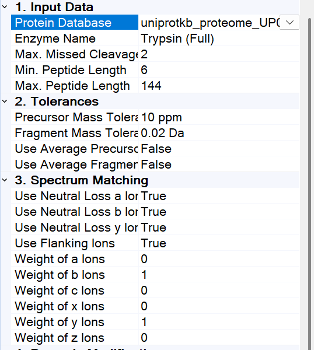 1. Input Data
Protein Database uniprotkb_proteome_UP0
Enzyme Name Trypsin (Full)
Max. Missed Cleavage 2
Min. Peptide Length 6
Max. Peptide Length 144
2. Tolerances
Precursor Mass Tolera 10 ppm
Fragment Mass Tolera 0.02 Da
Use Average Precurso False
Use Average Fragmer False
3. Spectrum Matching
Use Neutral Loss a Ior True
Use Neutral Loss b Ior True
Use Neutral Loss y Ior True
Use Flanking Ions True
Weight of a Ions 0
Weight of b Ions 1
Weight of c Ions 0
Weight of x Ions 0
Weight of y Ions 1
Weight of z Ions 0